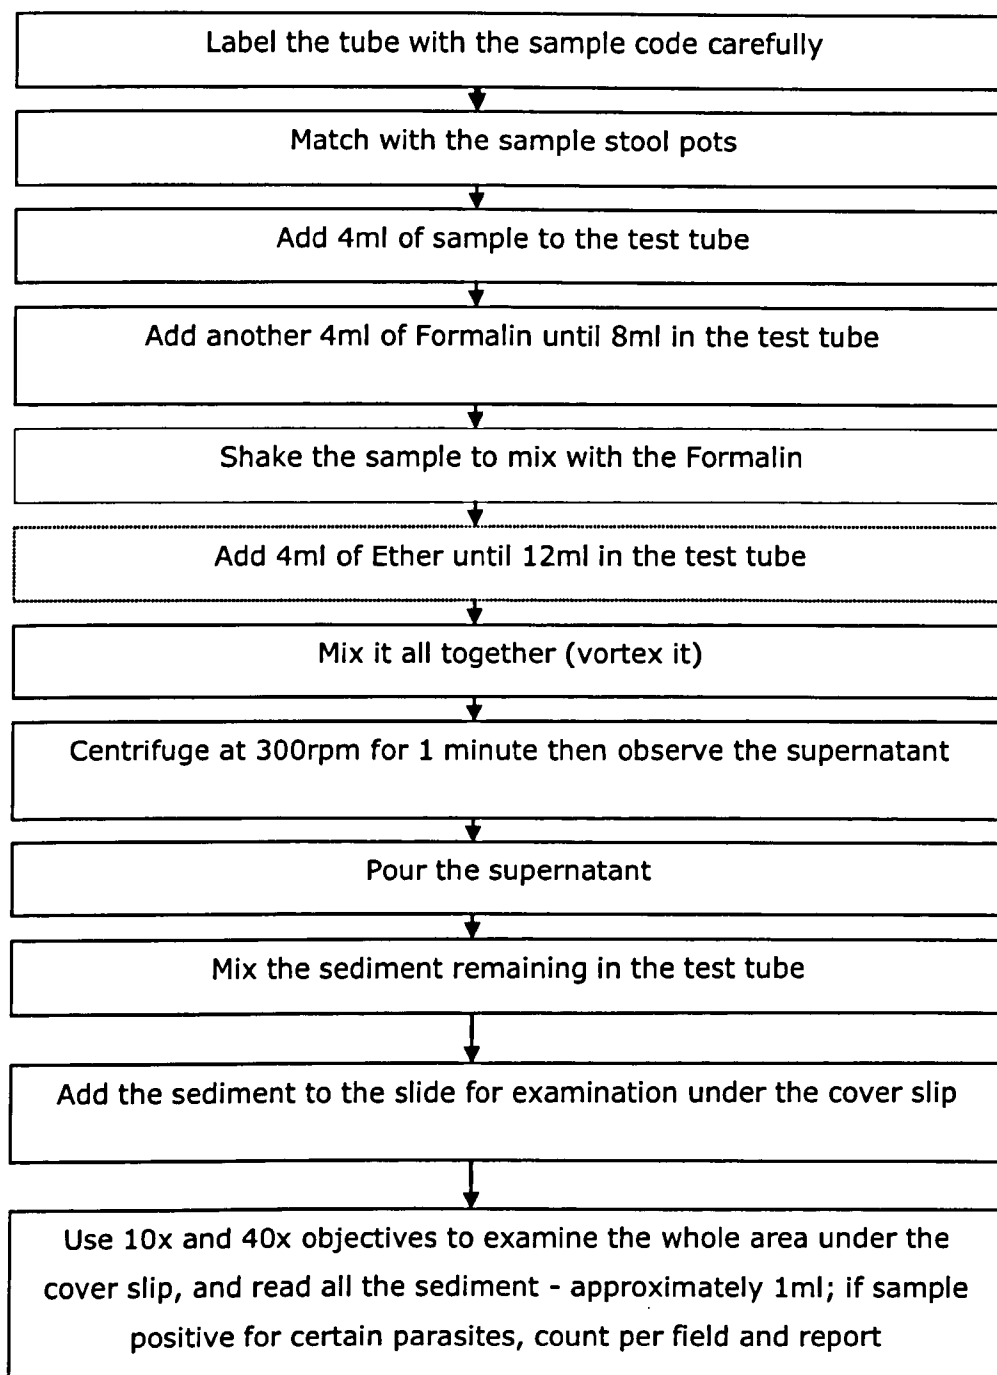 Label the tube with the sample code carefully
Match with the sample stool pots
Add 4ml of sample to the test tube
Add another 4ml of Formalin until 8ml in the test tube
Shake the sample to mix with the Formalin
Add 4ml of Ether until 12ml in the test tube
Mix it all together (vortex it)
Centrifuge at 300rpm for 1 minute then observe the supernatant
Pour the supernatant
Mix the sediment remaining in the test tube
Add the sediment to the slide for examination under the cover slip
Use 10x and 40x objectives to examine the whole area under the
cover slip, and read all the sediment - approximately 1ml; if sample
positive for certain parasites, count per field and report